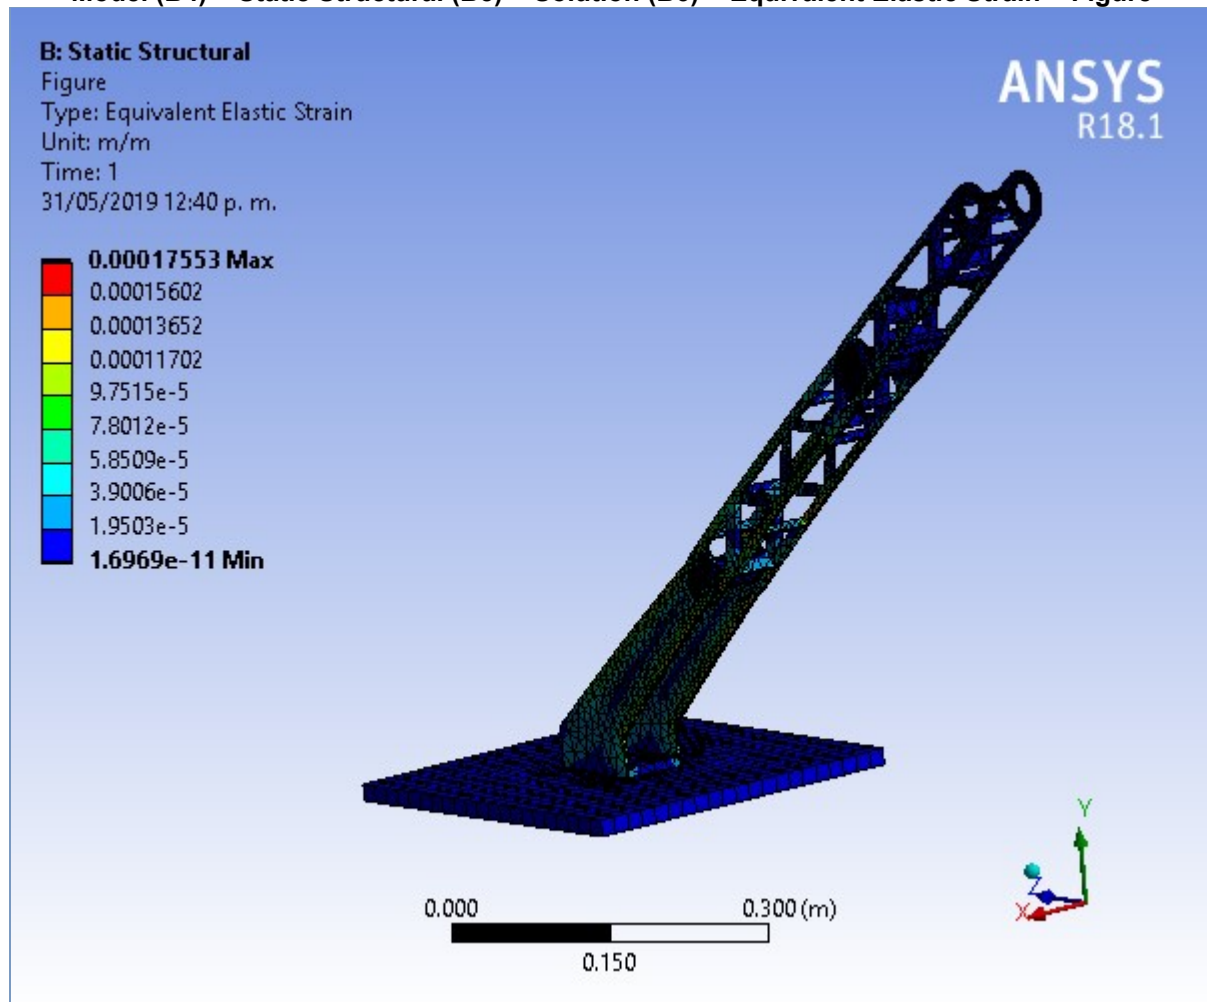 B: Static Structural
Figure
Type: Equivalent Elastic Strain
Unit: m/m
Time: 1
31/05/2019 12:40 p. m.
ANSYS
R18.1
0.00017553 Max
0.00015602
0.00013652
0.00011702
9.7515e-5
7.8012e-5
5.8509e-5
3.9006e-5
1.9503e-5
1.6969e-11 Min
0.000
0.300 (m)
0.150
Y
Z
X